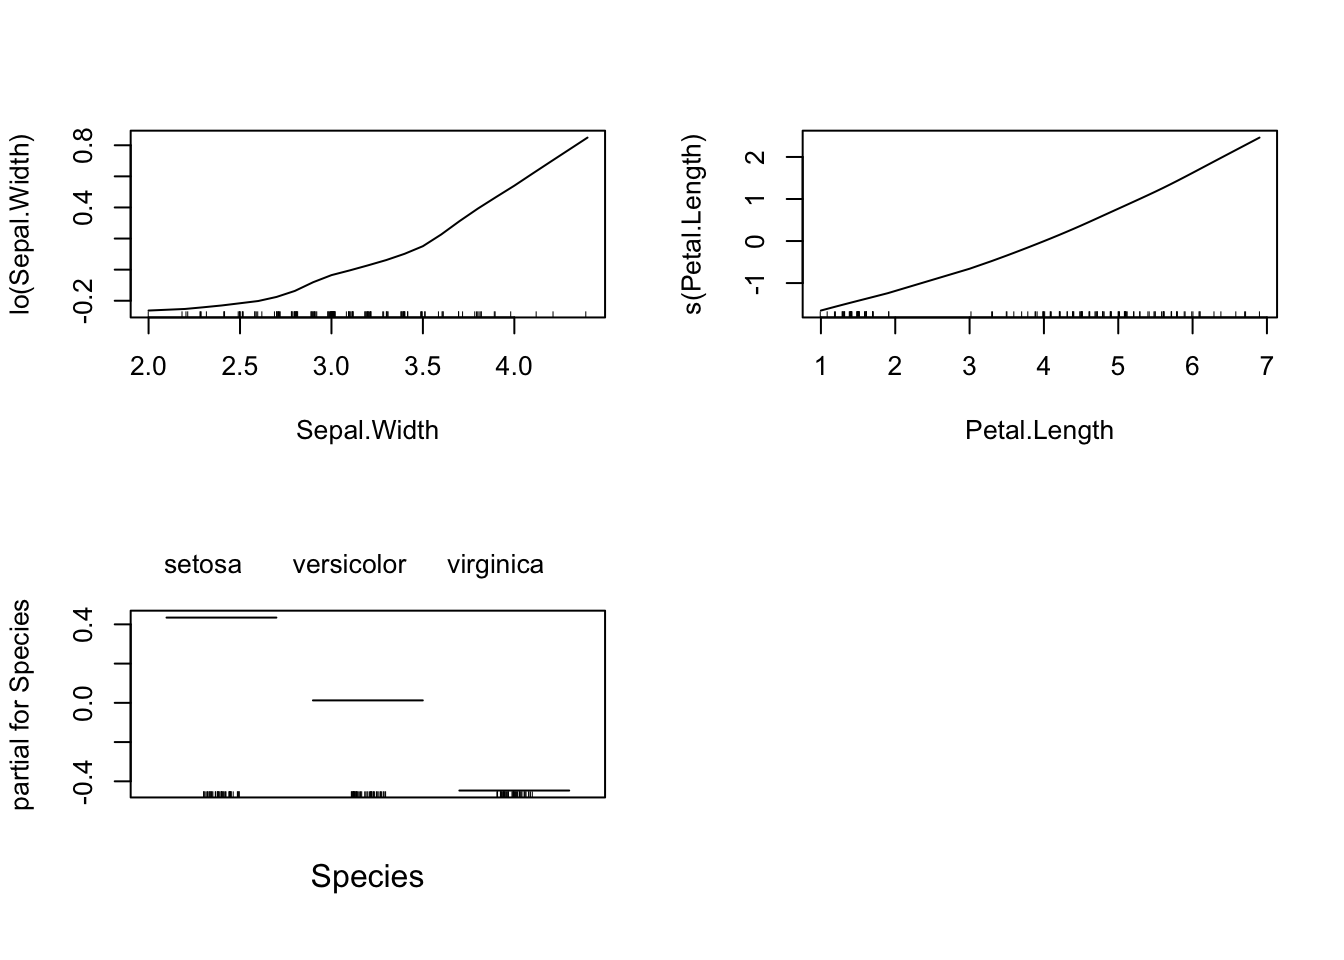 lo(Sepal.Width)
0.8
0.4
-0.2
2.0 2.5 3.0 3.5 4.0
Sepal.Width
s(Petal.Length)
2
1
0
-1
1 2 3 4 5 6 7
Petal.Length
setosa versicolor virginica
partial for Species
0.4
0.0
-0.4
Species